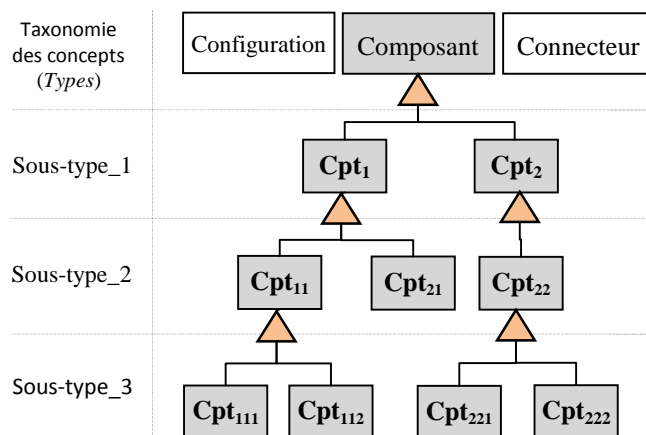 Taxonomie
des concepts
(Types)
Configuration
Composant
Connecteur
Sous-type_1
Cpt₁
Cpt₂
Sous-type_2
Cpt₁₁
Cpt₂₁
Cpt₂₂
Sous-type_3
Cpt₁₁₁
Cpt₁₁₂
Cpt₂₂₁
Cpt₂₂₂